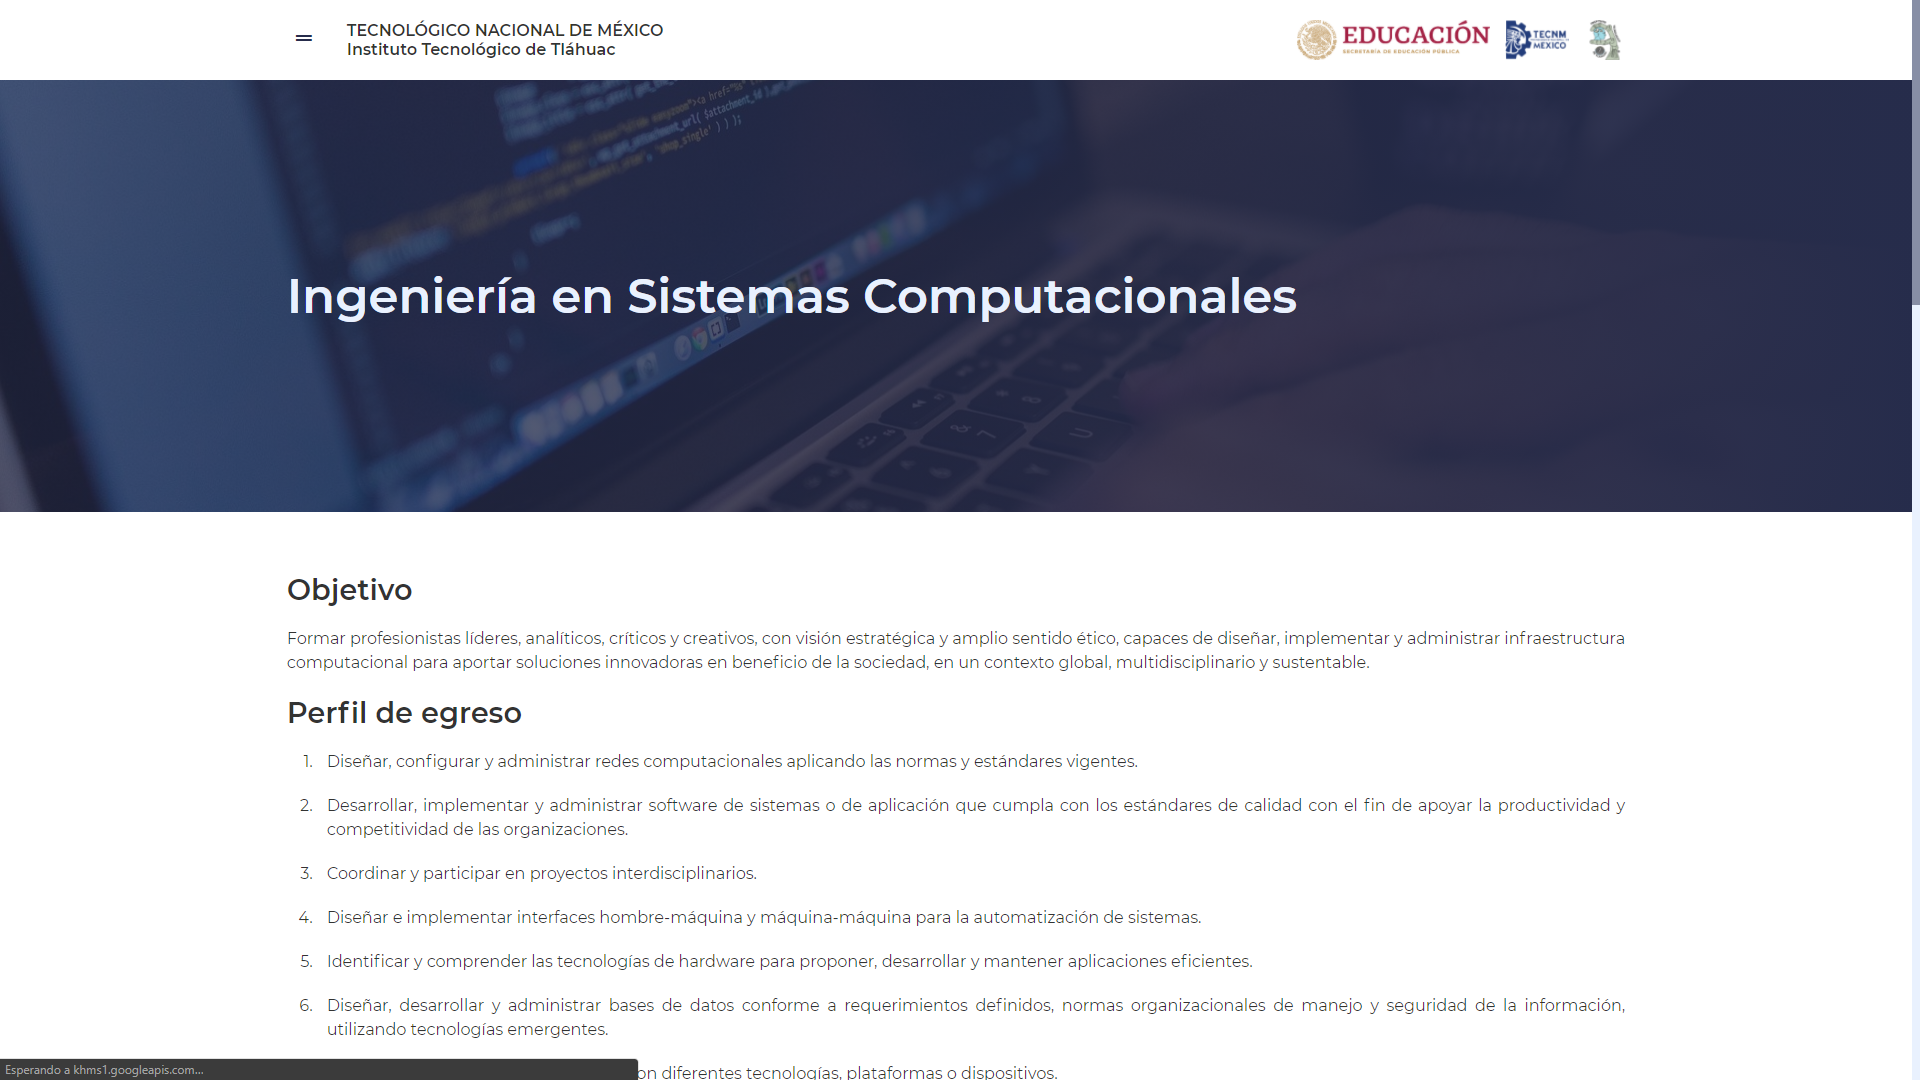 TECNOLÓGICO NACIONAL DE MÉXICO
Instituto Tecnológico de Tláhuac
EDUCACIÓN
SECRETARÍA DE EDUCACIÓN PÚBLICA
TECNM
MÉXICO
"><a href="
$attachment_id
_attachment_url( $attachment_id ),
'shop_single' ) ) );
Ingeniería en Sistemas Computacionales
Objetivo
Formar profesionistas líderes, analíticos, críticos y creativos, con visión estratégica y amplio sentido ético, capaces de diseñar, implementar y administrar infraestructura
computacional para aportar soluciones innovadoras en beneficio de la sociedad, en un contexto global, multidisciplinario y sustentable.
Perfil de egreso
1. Diseñar, configurar y administrar redes computacionales aplicando las normas y estándares vigentes.
2. Desarrollar, implementar y administrar software de sistemas o de aplicación que cumpla con los estándares de calidad con el fin de apoyar la productividad y
competitividad de las organizaciones.
3. Coordinar y participar en proyectos interdisciplinarios.
4. Diseñar e implementar interfaces hombre-máquina y máquina-máquina para la automatización de sistemas.
5. Identificar y comprender las tecnologías de hardware para proponer, desarrollar y mantener aplicaciones eficientes.
6. Diseñar, desarrollar y administrar bases de datos conforme a requerimientos definidos, normas organizacionales de manejo y seguridad de la información,
utilizando tecnologías emergentes.
on diferentes tecnologías, plataformas o dispositivos.
Esperando a khms1.googleapis.com...